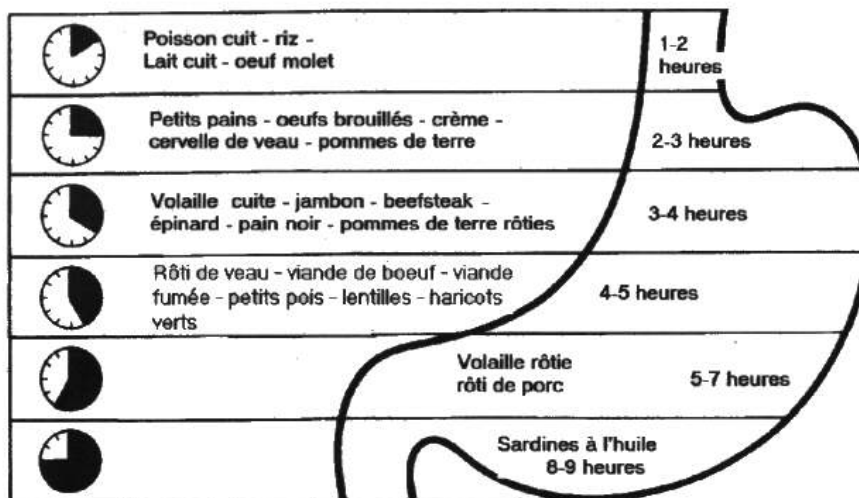 Poisson cuit - riz -
Lait cuit - oeuf molet
1-2
heures
Petits pains - oeufs brouillés - crème -
cervelle de veau - pommes de terre
2-3 heures
Volaille cuite - jambon - beefsteak -
épinard - pain noir - pommes de terre rôties
3-4 heures
Rôti de veau - viande de boeuf - viande
fumée - petits pois - lentilles - haricots
verts
4-5 heures
Volaille rôtie
rôti de porc
5-7 heures
Sardines à l'huile
8-9 heures